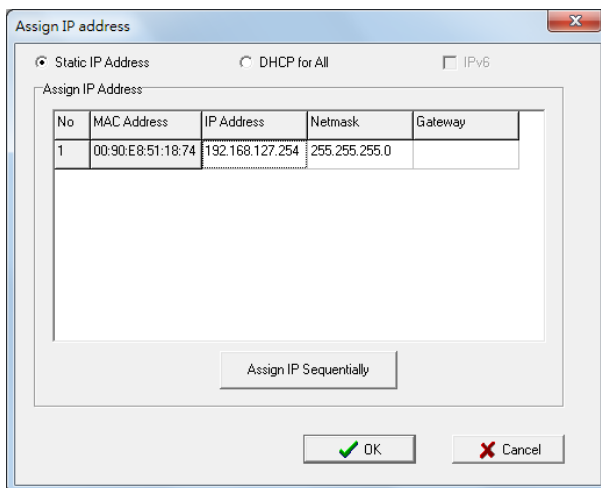 Assign IP address
Static IP Address DHCP for All IPv6
Assign IP Address
No MAC Address IP Address Netmask Gateway
1 00:90:E8:51:18:74 192.168.127.254 255.255.255.0
Assign IP Sequentially
OK Cancel